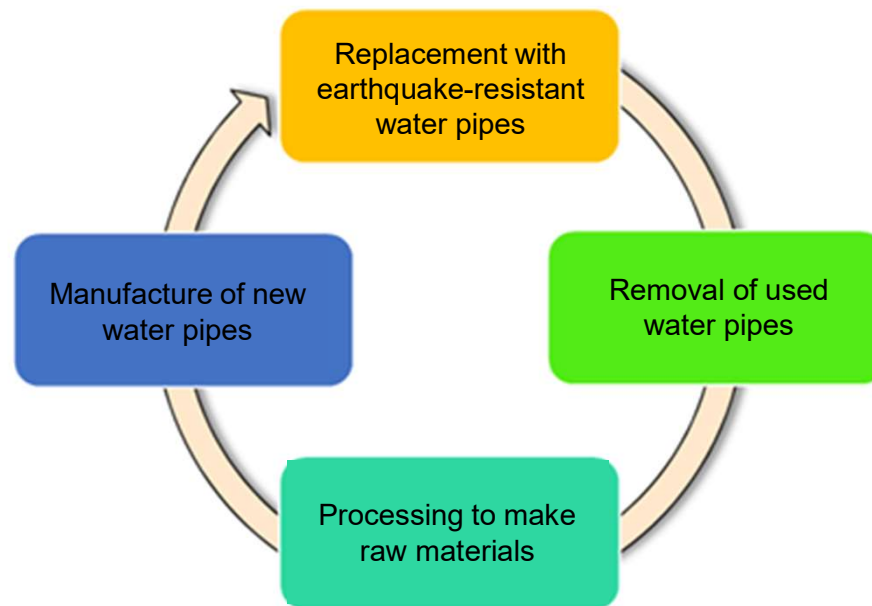 Replacement with
earthquake-resistant
water pipes
Manufacture of new
water pipes
Removal of used
water pipes
Processing to make
raw materials